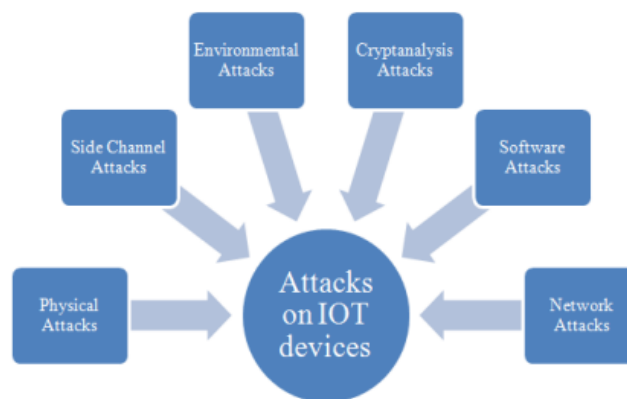 Environmental
Attacks
Cryptanalysis
Attacks
Side Channel
Attacks
Software
Attacks
Physical
Attacks
Attacks
on IOT
devices
Network
Attacks